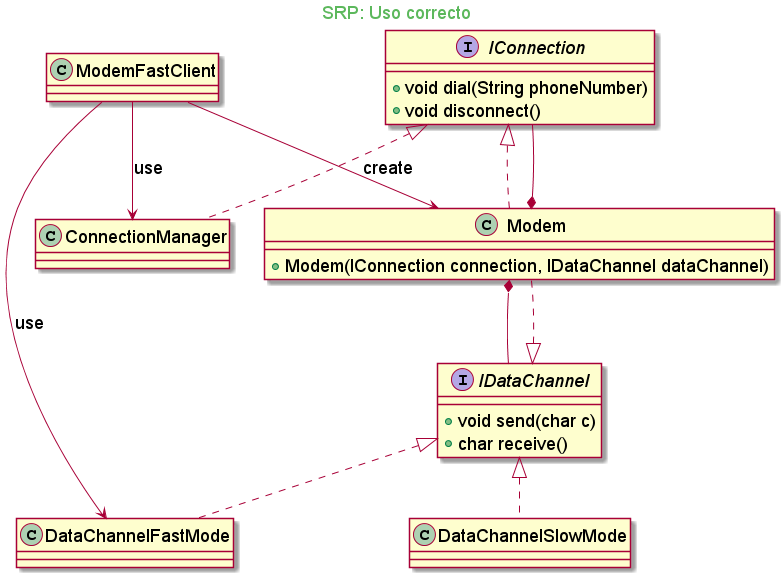 SRP: Uso correcto
C ModemFastClient
I IConnection
void dial(String phoneNumber)
void disconnect()
use
create
C ConnectionManager
C Modem
Modem(IConnection connection, IDataChannel dataChannel)
use
I IDataChannel
void send(char c)
char receive()
C DataChannelFastMode
C DataChannelSlowMode